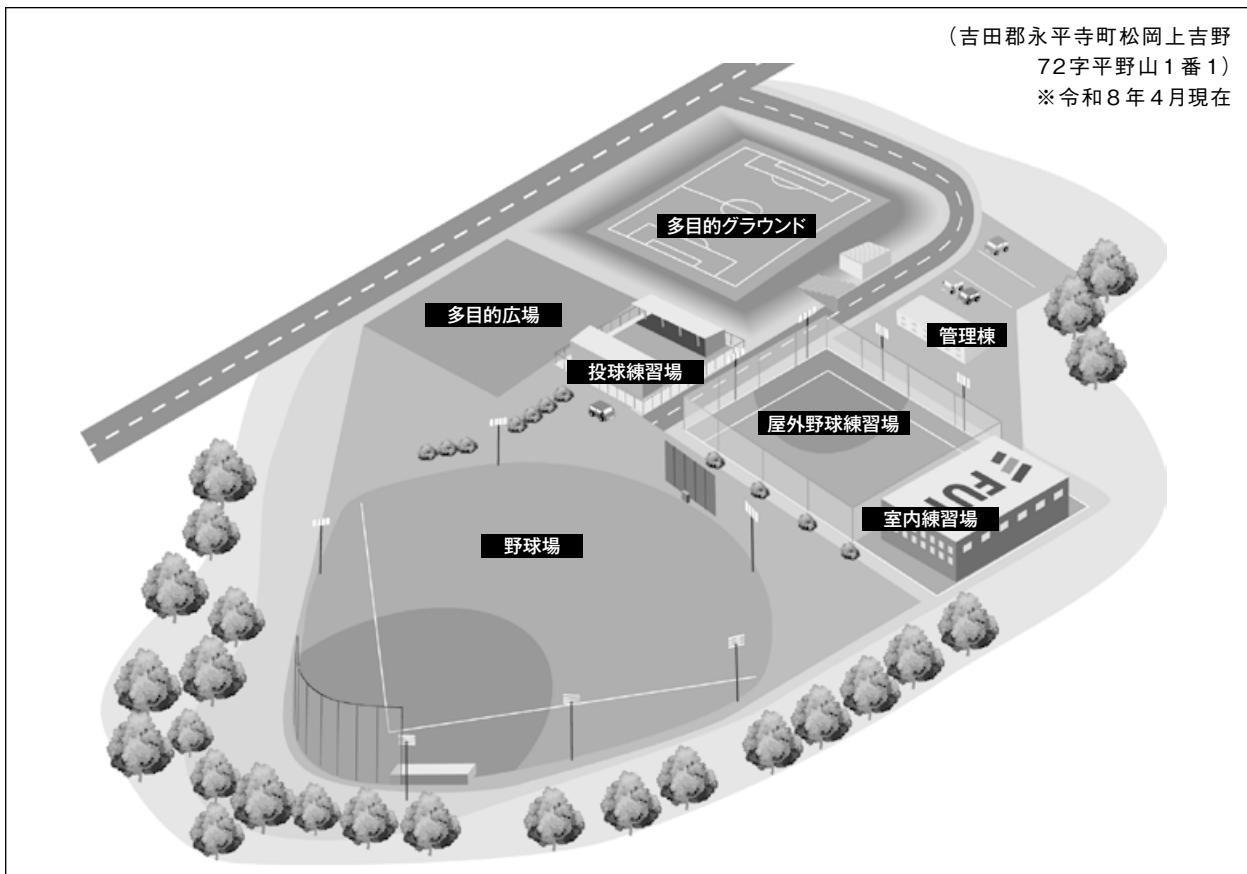 (吉田郡永平寺町松岡上吉野
72字平野山1番1)
※令和8年4月現在
多目的グラウンド
多目的広場
管理棟
投球練習場
屋外野球練習場
室内練習場
野球場